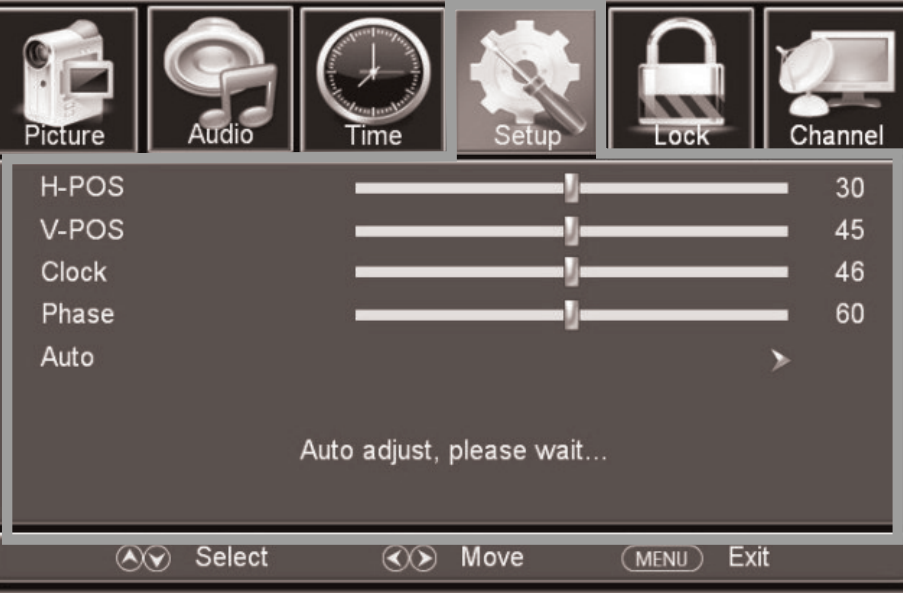 Picture Audio Time Setup Lock Channel
H-POS 30
V-POS 45
Clock 46
Phase 60
Auto
Auto adjust, please wait...
Select Move MENU Exit